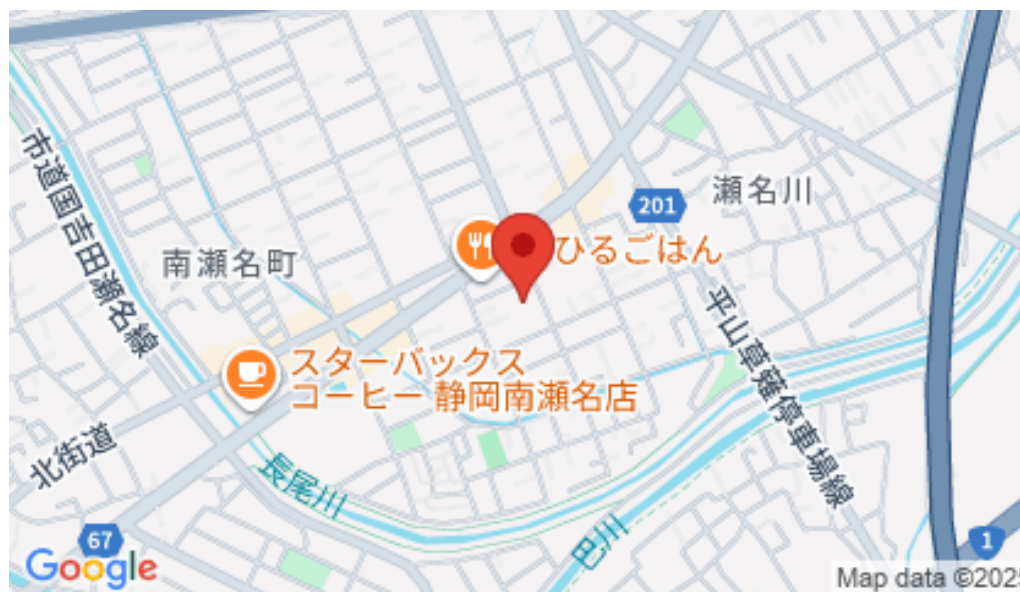 市道国吉田瀬名線
瀬名川
201
南瀬名町
ひるごはん
平山草薙停車場線
スターバックス
コーヒー 静岡南瀬名店
北街道
長尾川
巴川
67
1
Google
Map data ©2025